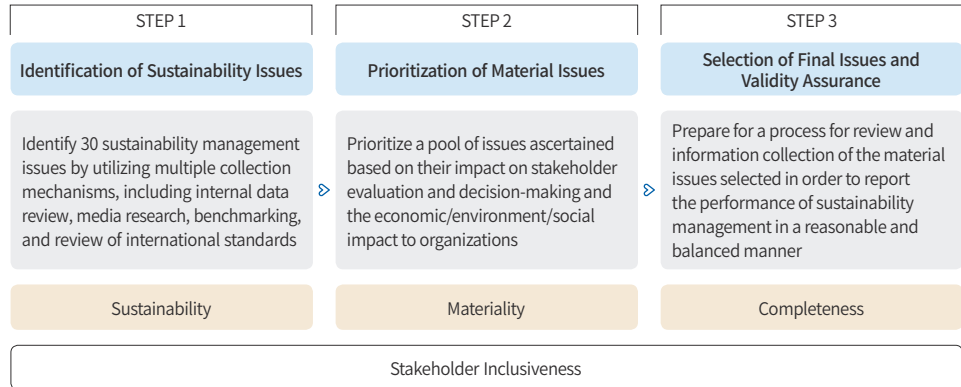 STEP 1
Identification of Sustainability Issues
Identify 30 sustainability management
issues by utilizing multiple collection
mechanisms, including internal data
review, media research, benchmarking,
and review of international standards
Sustainability
STEP 2
Prioritization of Material Issues
Prioritize a pool of issues ascertained
based on their impact on stakeholder
evaluation and decision-making and
the economic/environment/social
impact to organizations
Materiality
STEP 3
Selection of Final Issues and
Validity Assurance
Prepare for a process for review and
information collection of the material
issues selected in order to report
the performance of sustainability
management in a reasonable and
balanced manner
Completeness
Stakeholder Inclusiveness